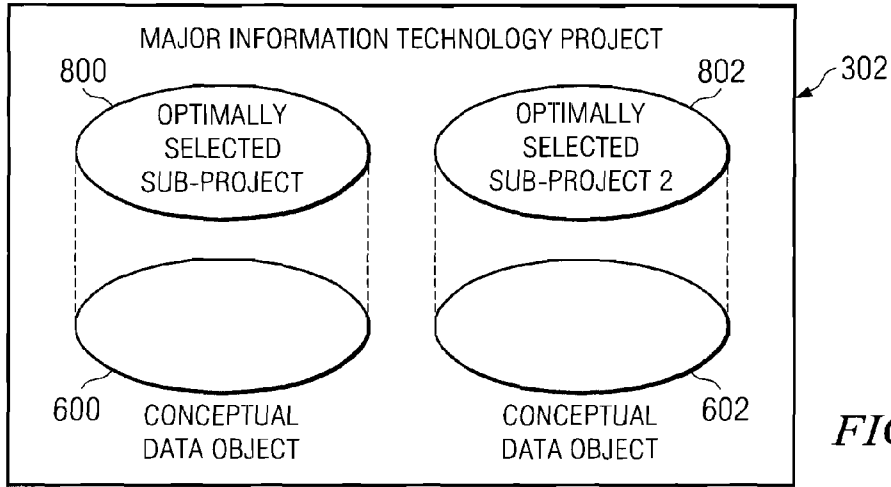 MAJOR INFORMATION TECHNOLOGY PROJECT
800
802
302
OPTIMALLY
SELECTED
SUB-PROJECT
OPTIMALLY
SELECTED
SUB-PROJECT 2
600
602
CONCEPTUAL
DATA OBJECT
CONCEPTUAL
DATA OBJECT